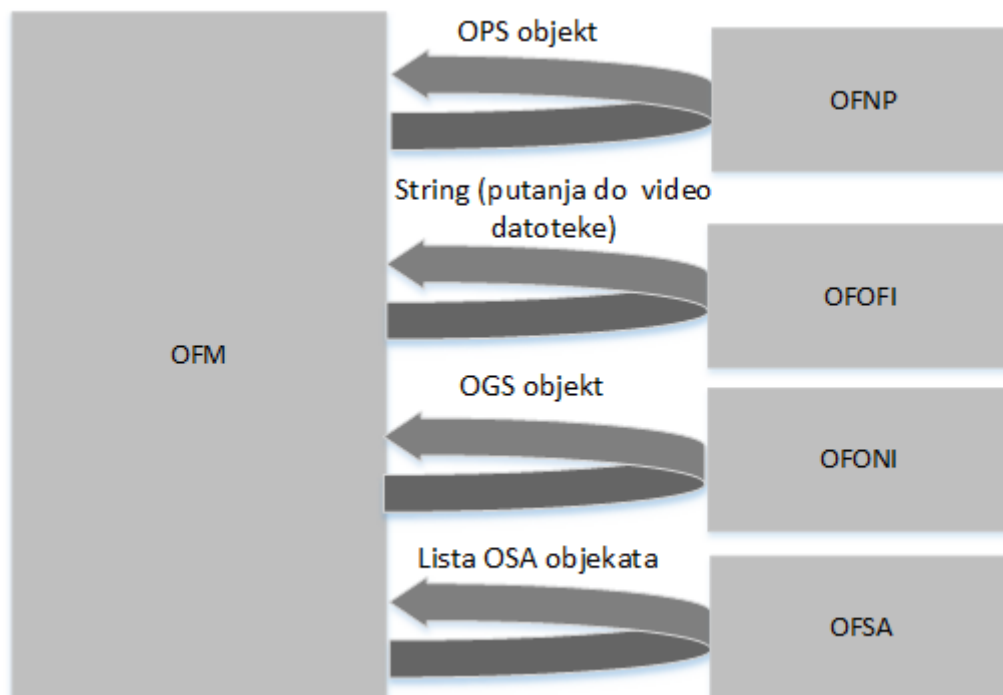 OPS objekt
OFNP
String (putanja do video
datoteke)
OFOFI
OFM
OGS objekt
OFONI
Lista OSA objekata
OFSA